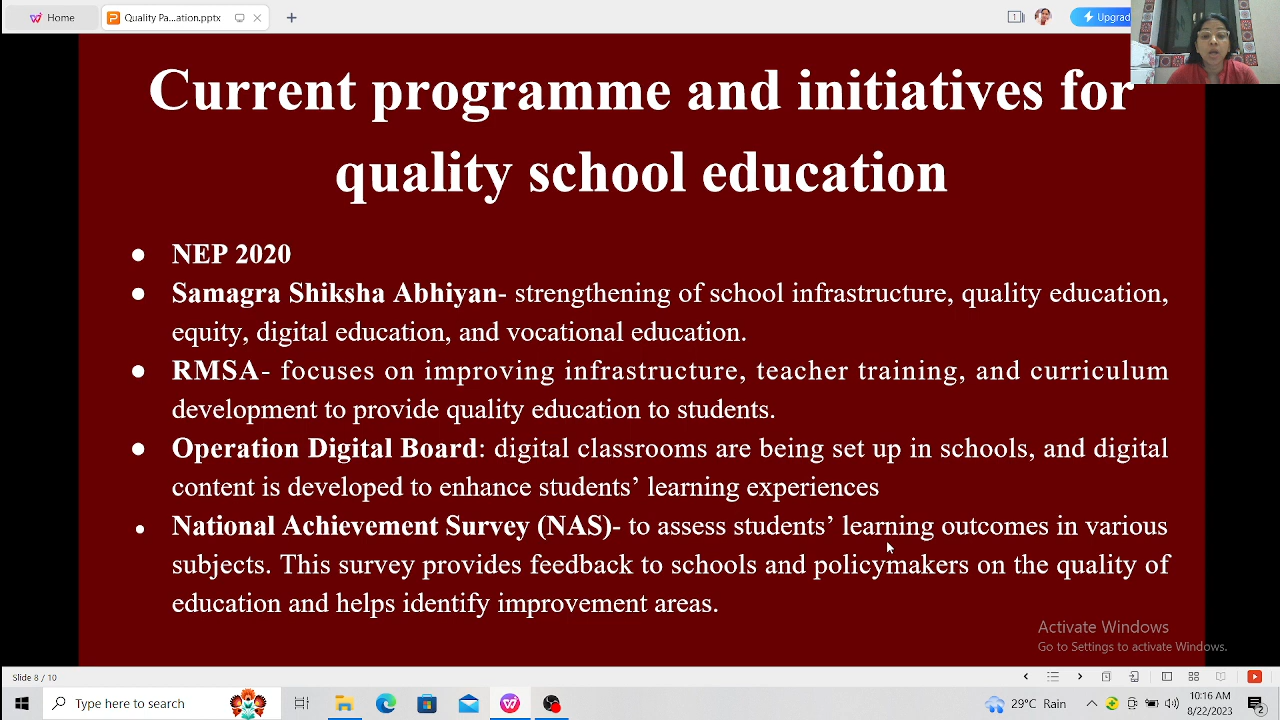 Home
Quality Pa...ation.pptx
1
Upgrad
Current programme and initiatives for
quality school education
● NEP 2020
● Samagra Shiksha Abhiyan- strengthening of school infrastructure, quality education,
equity, digital education, and vocational education.
● RMSA- focuses on improving infrastructure, teacher training, and curriculum
development to provide quality education to students.
● Operation Digital Board: digital classrooms are being set up in schools, and digital
content is developed to enhance students’ learning experiences
● National Achievement Survey (NAS)- to assess students’ learning outcomes in various
subjects. This survey provides feedback to schools and policymakers on the quality of
education and helps identify improvement areas.
Activate Windows
Go to Settings to activate Windows.
Slide 8 / 10
Type here to search
29°C Rain
10:16 AM
8/22/2023
2